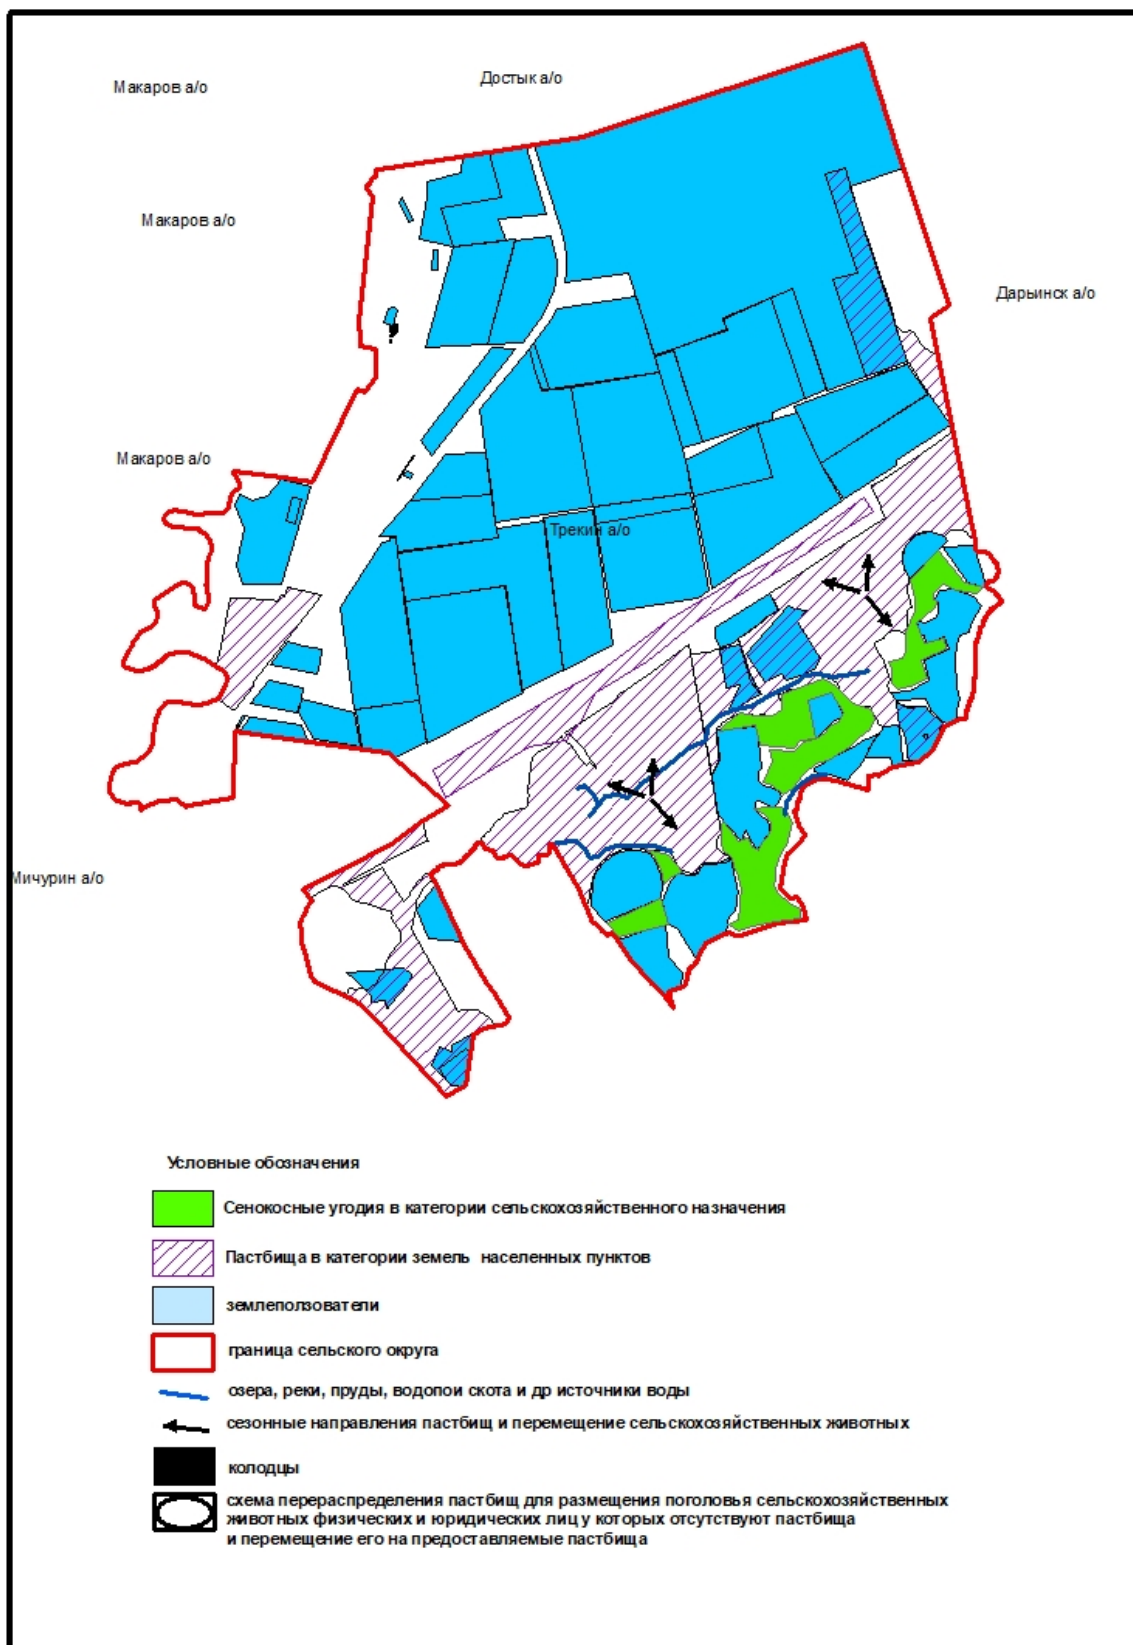 Достык а/о
Макаров а/о
Макаров а/о
Дарьинск а/о
Макаров а/о
Трекин а/о
Мичурин а/о
Условные обозначения
Сенокосные угодия в категории сельскохозяйственного назначения
Пастбища в категории земель населенных пунктов
землеползователи
граница сельского округа
озера, реки, пруды, водопои скота и др источники воды
сезонные направления пастбищ и перемещение сельскохозяйственных животных
колодцы
схема перераспределения пастбищ для размещения поголовья сельскохозяйственных
животных физических и юридических лиц у которых отсутствуют пастбища
и перемещение его на предоставляемые пастбища